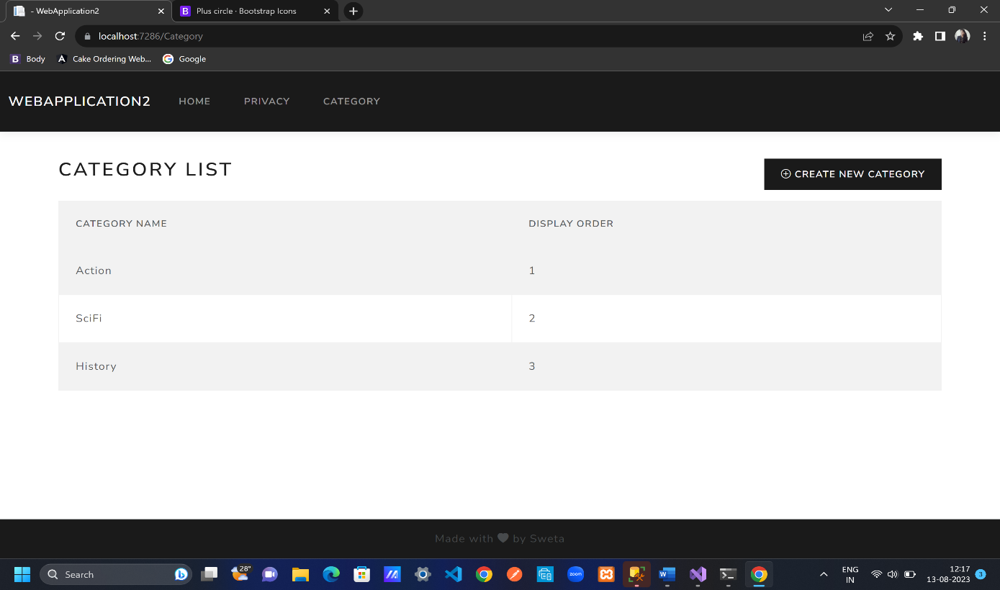 - WebApplication2
B Plus circle · Bootstrap Icons
localhost:7286/Category
B Body
A Cake Ordering Web...
G Google
WEBAPPLICATION2 HOME PRIVACY CATEGORY
CATEGORY LIST
CREATE NEW CATEGORY
CATEGORY NAME DISPLAY ORDER
Action 1
SciFi 2
History 3
Made with by Sweta
Search
28°
zoom
W
ENG
IN
12:17
13-08-2023
3